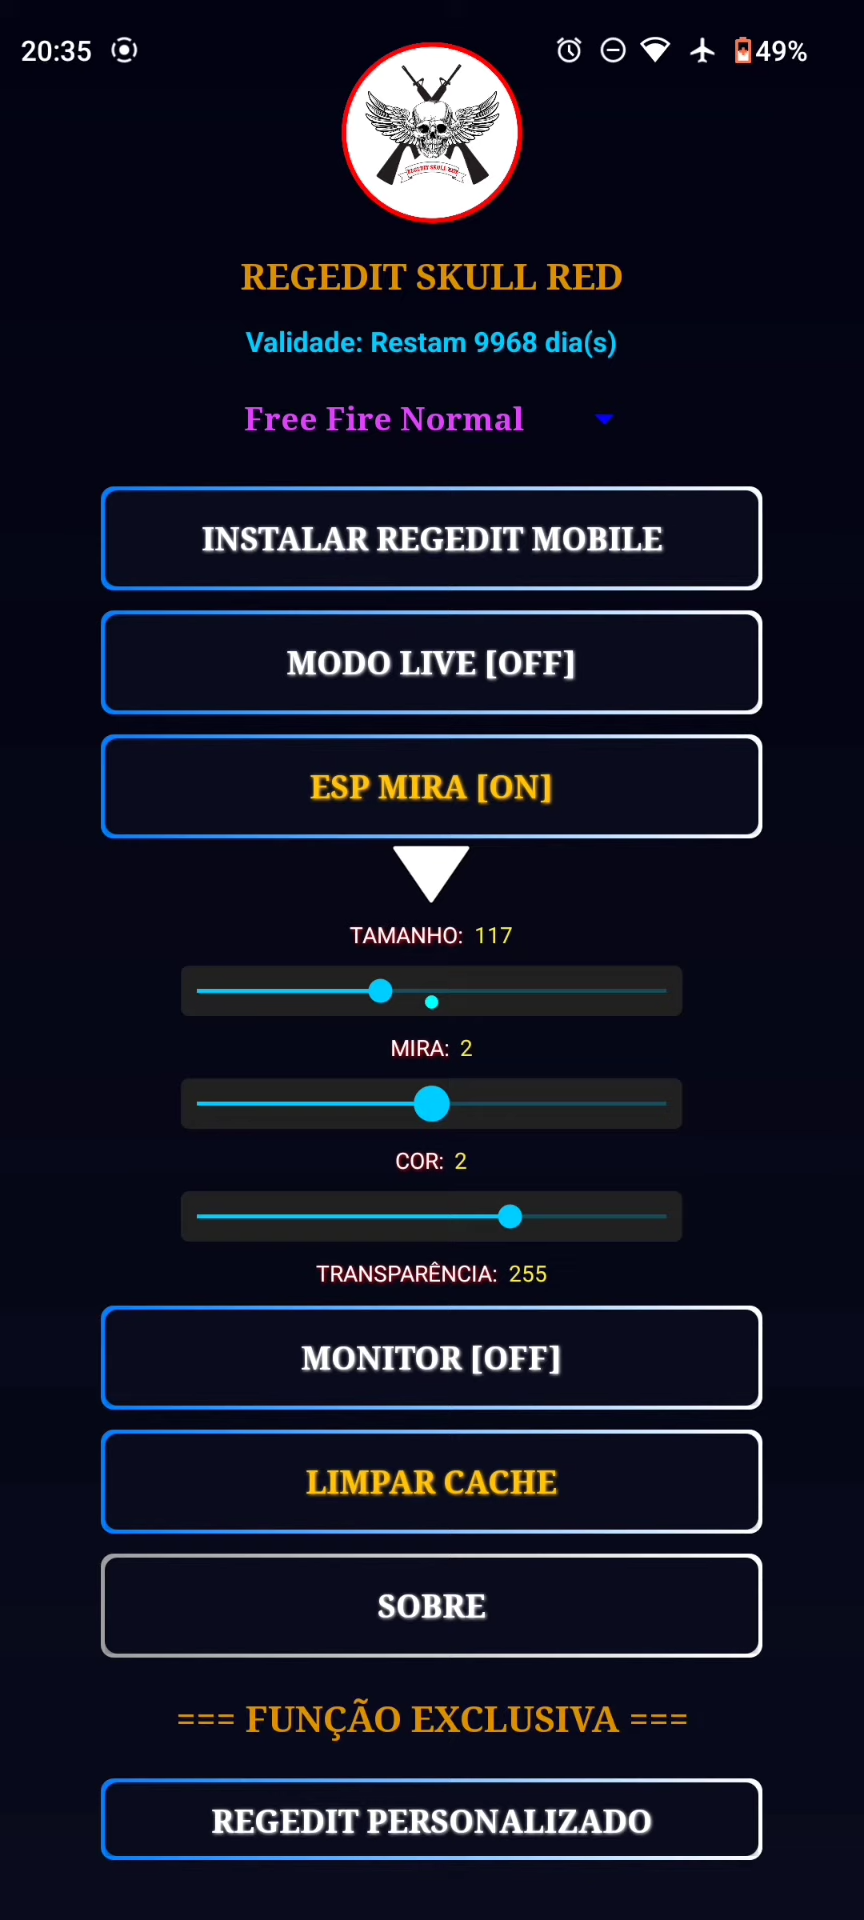 20:35
49%
REGEDIT SKULL RED
Validade: Restam 9968 dia(s)
Free Fire Normal
INSTALAR REGEDIT MOBILE
MODO LIVE [OFF]
ESP MIRA [ON]
TAMANHO: 117
MIRA: 2
COR: 2
TRANSPARÊNCIA: 255
MONITOR [OFF]
LIMPAR CACHE
SOBRE
=== FUNÇÃO EXCLUSIVA ===
REGEDIT PERSONALIZADO